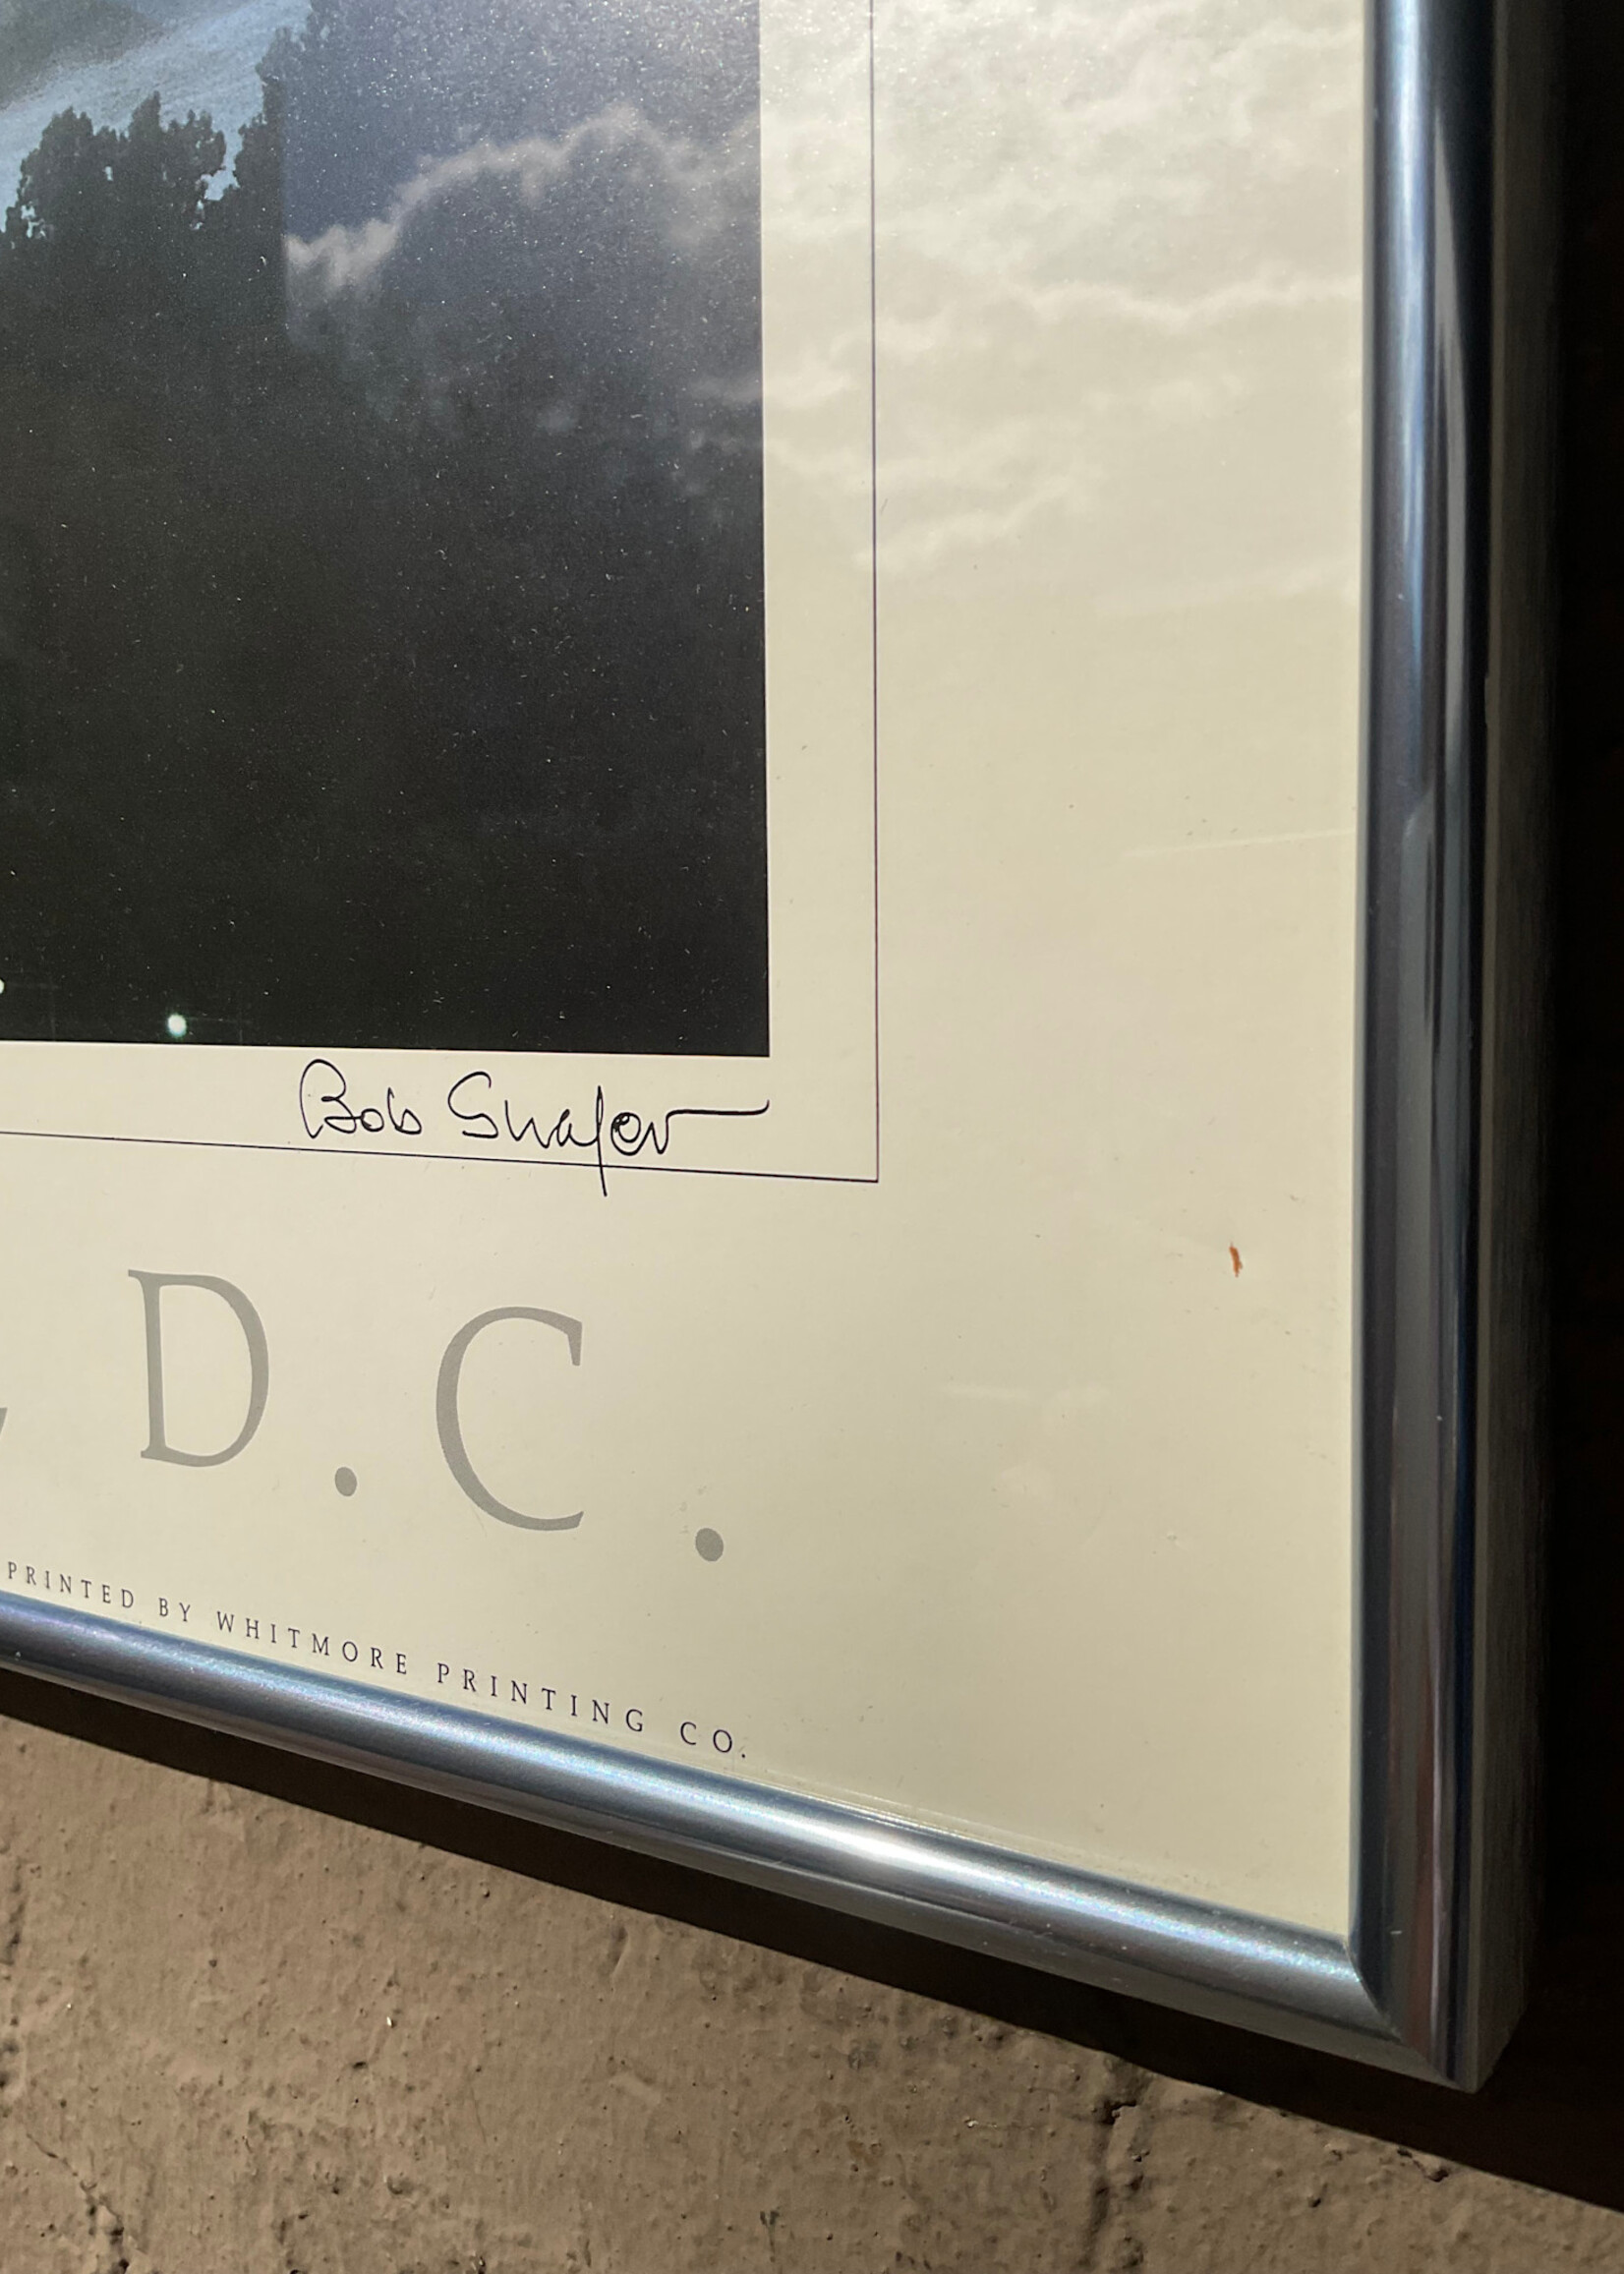 Bob Shafer
, D.C.
PRINTED BY WHITMORE PRINTING CO.